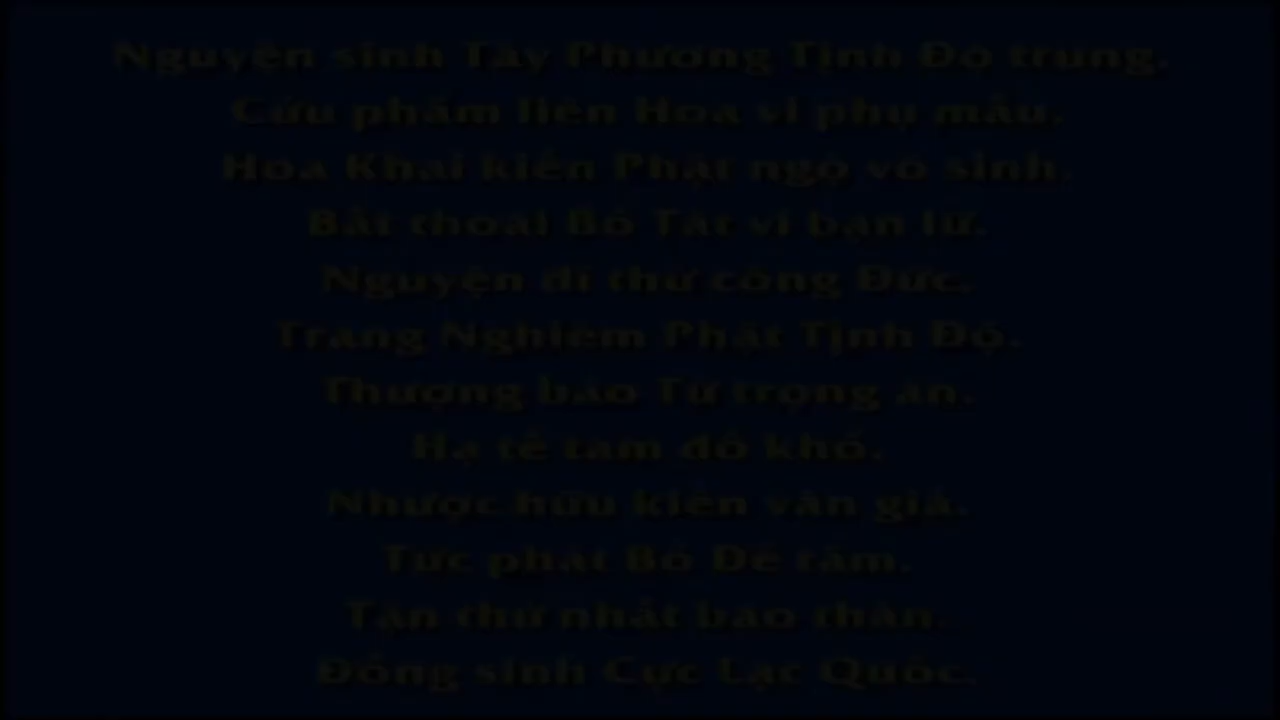 Nguyện sinh Tây Phương Tịnh Độ trung.
Cửu phẩm liên Hoa vi phụ mẫu.
Hoa Khai kiến Phật ngộ vô sinh.
Bất thoái Bồ Tát vi bạn lữ.
Nguyện dĩ thử công Đức.
Trang Nghiêm Phật Tịnh Độ.
Thượng báo Tứ trọng ân.
Hạ tế tam đồ khổ.
Nhược hữu kiến văn giả.
Tức phát Bồ Đề tâm.
Tận thử nhất báo thân.
Đồng sinh Cực Lạc Quốc.